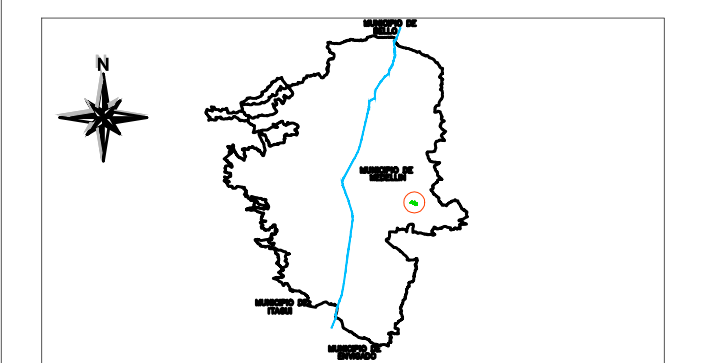 MUNICIPIO DE
BELLO
N
MUNICIPIO DE
MEDELLIN
MUNICIPIO DE
ITAGUI
MUNICIPIO DE
ENVIGADO